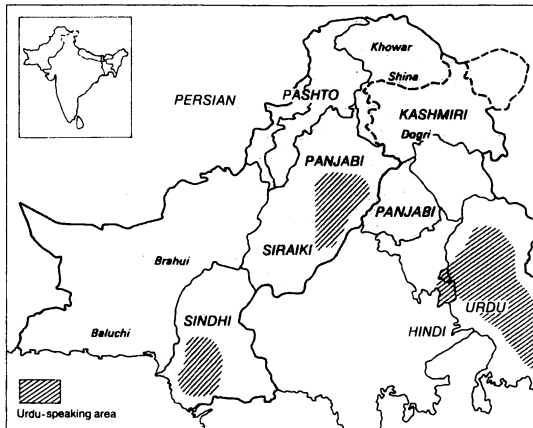 Khowar
Shina
PERSIAN
PASHTO
KASHMIRI
Dogri
PANJABI
PANJABI
SIRAIKI
Brahui
URDU
SINDHI
Baluchi
HINDI
Urdu-speaking area